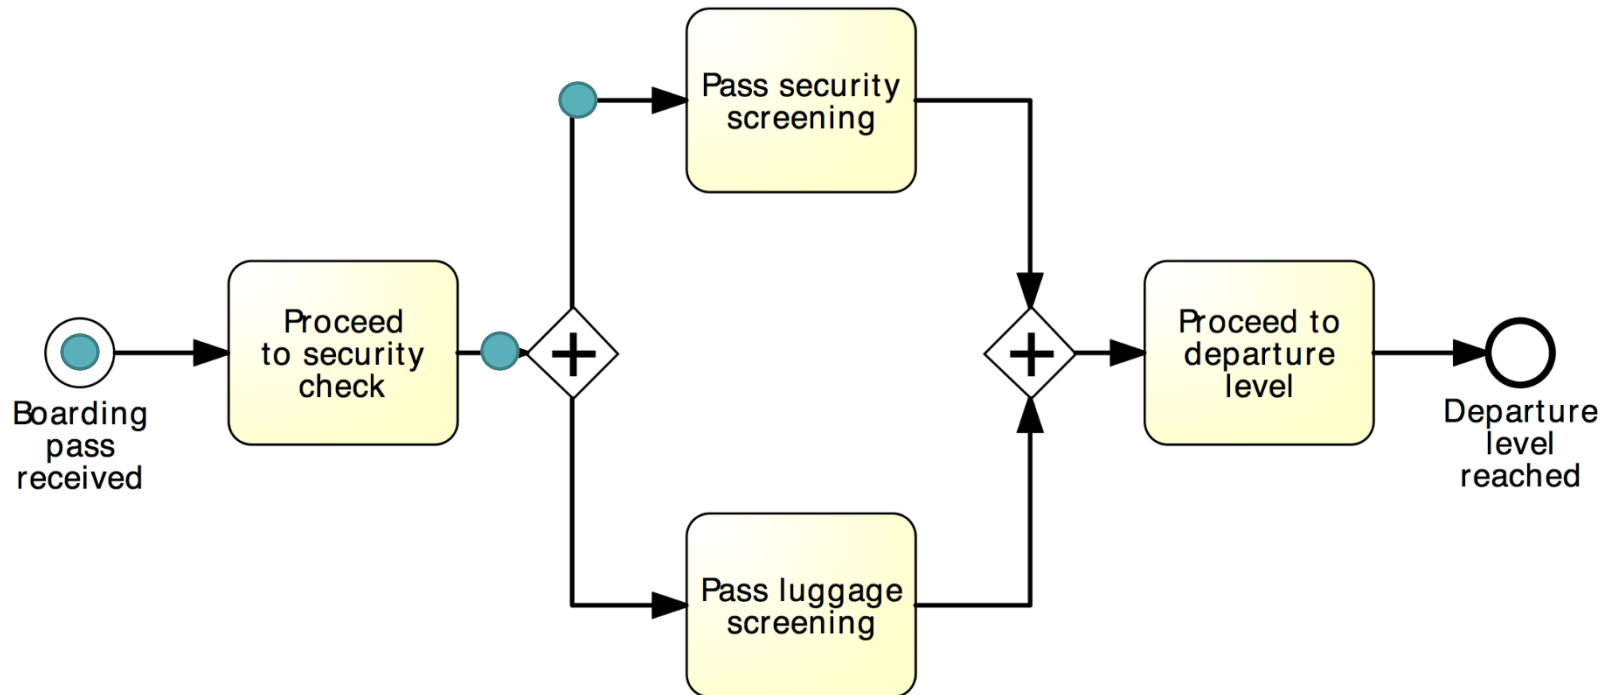 Boarding
pass
received
Proceed
to security
check
Pass security
screening
Pass luggage
screening
Proceed to
departure
level
Departure
level
reached